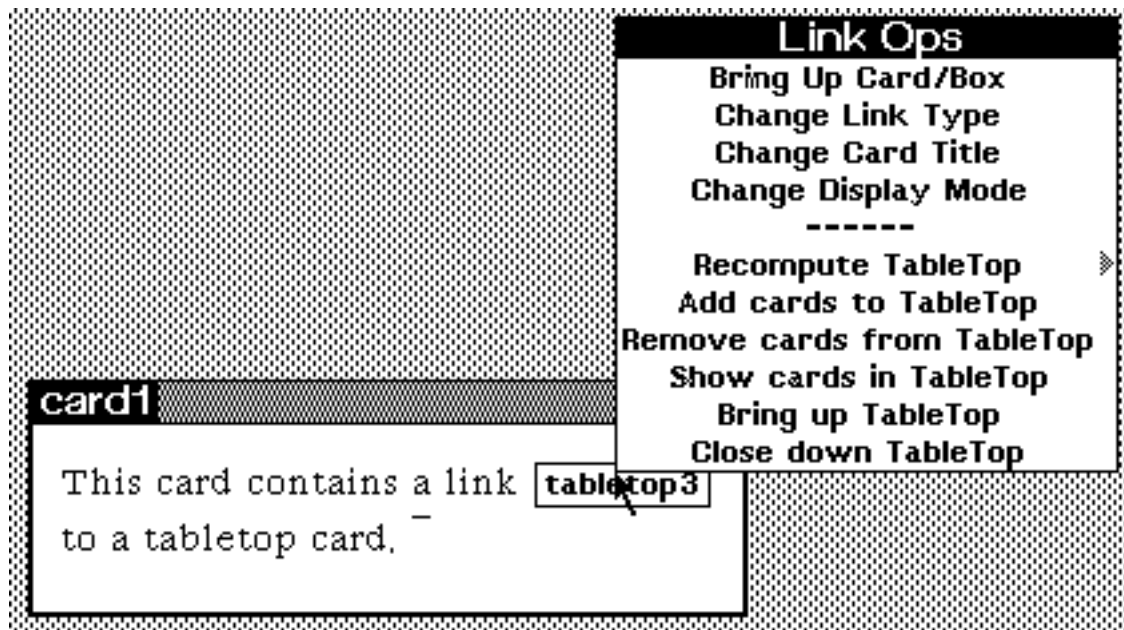 Link Ops
Bring Up Card/Box
Change Link Type
Change Card Title
Change Display Mode
------
Recompute TableTop
Add cards to TableTop
Remove cards from TableTop
Show cards in TableTop
Bring up TableTop
Close down TableTop
card1
This card contains a link tabletop3
to a tabletop card.